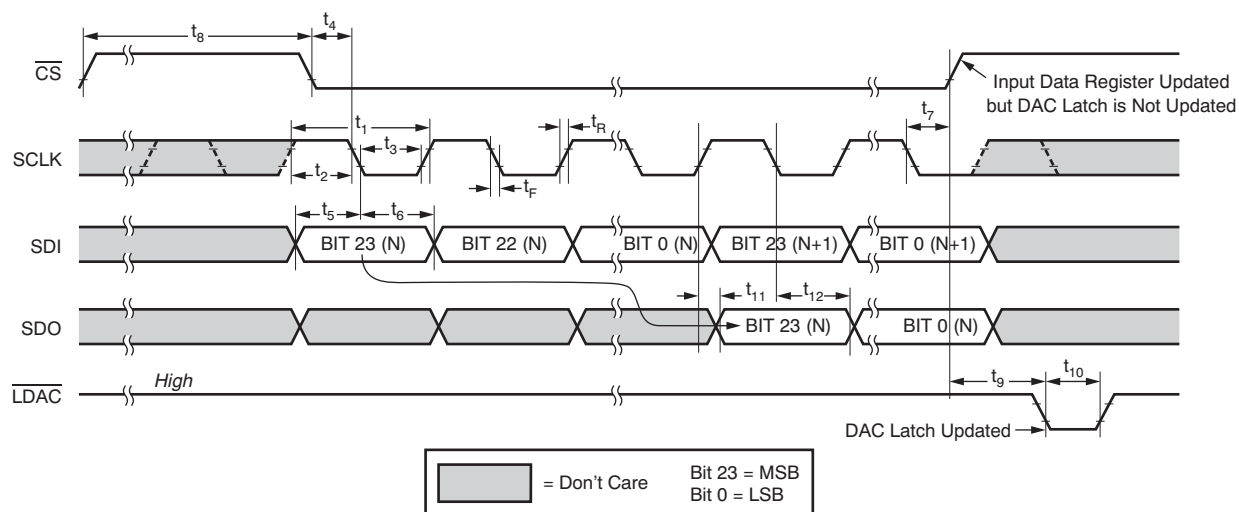 t8
t4
CS
Input Data Register Updated
but DAC Latch is Not Updated
t7
t1
tR
t3
SCLK
t2
tF
t5
t6
SDI
BIT 23 (N)
BIT 22 (N)
BIT 0 (N)
BIT 23 (N+1)
BIT 0 (N+1)
t11
t12
SDO
BIT 23 (N)
BIT 0 (N)
High
t9
t10
LDAC
DAC Latch Updated
= Don't Care
Bit 23 = MSB
Bit 0 = LSB